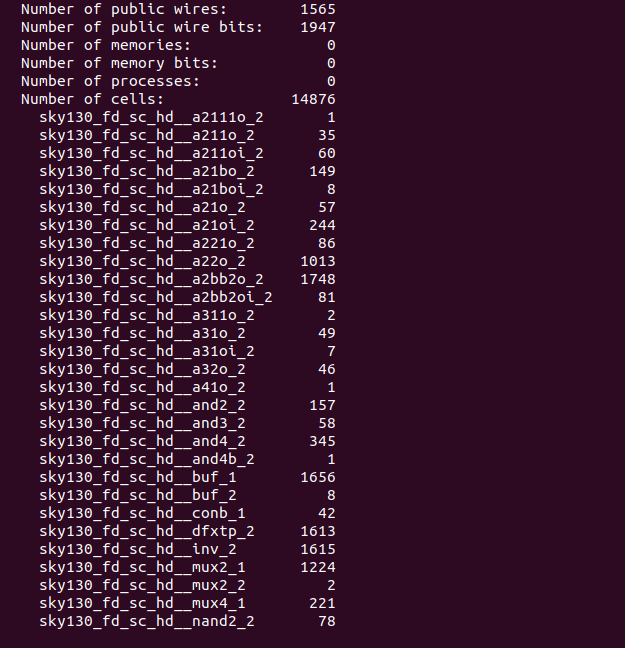 Number of public wires: 1565
Number of public wire bits: 1947
Number of memories: 0
Number of memory bits: 0
Number of processes: 0
Number of cells: 14876
sky130_fd_sc_hd__a2111o_2 1
sky130_fd_sc_hd__a211o_2 35
sky130_fd_sc_hd__a211oi_2 60
sky130_fd_sc_hd__a21bo_2 149
sky130_fd_sc_hd__a21boi_2 8
sky130_fd_sc_hd__a21o_2 57
sky130_fd_sc_hd__a21oi_2 244
sky130_fd_sc_hd__a221o_2 86
sky130_fd_sc_hd__a22o_2 1013
sky130_fd_sc_hd__a2bb2o_2 1748
sky130_fd_sc_hd__a2bb2oi_2 81
sky130_fd_sc_hd__a311o_2 2
sky130_fd_sc_hd__a31o_2 49
sky130_fd_sc_hd__a31oi_2 7
sky130_fd_sc_hd__a32o_2 46
sky130_fd_sc_hd__a41o_2 1
sky130_fd_sc_hd__and2_2 157
sky130_fd_sc_hd__and3_2 58
sky130_fd_sc_hd__and4_2 345
sky130_fd_sc_hd__and4b_2 1
sky130_fd_sc_hd__buf_1 1656
sky130_fd_sc_hd__buf_2 8
sky130_fd_sc_hd__conb_1 42
sky130_fd_sc_hd__dfxtp_2 1613
sky130_fd_sc_hd__inv_2 1615
sky130_fd_sc_hd__mux2_1 1224
sky130_fd_sc_hd__mux2_2 2
sky130_fd_sc_hd__mux4_1 221
sky130_fd_sc_hd__nand2_2 78